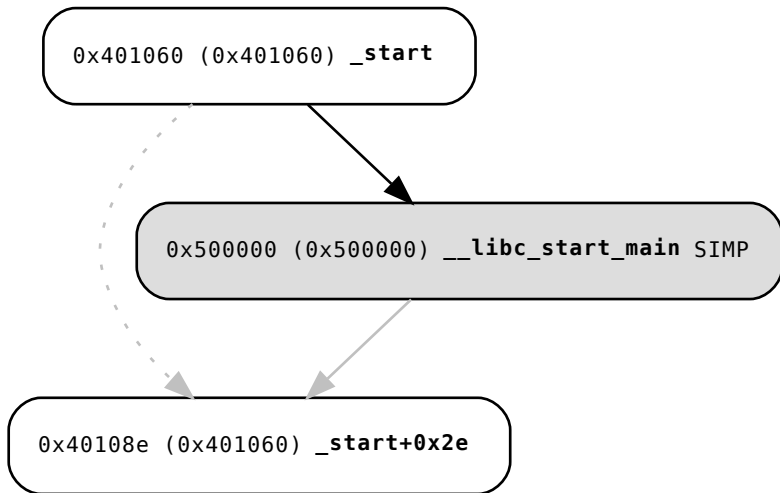 0x401060 (0x401060) _start
0x500000 (0x500000) __libc_start_main SIMP
0x40108e (0x401060) _start+0x2e